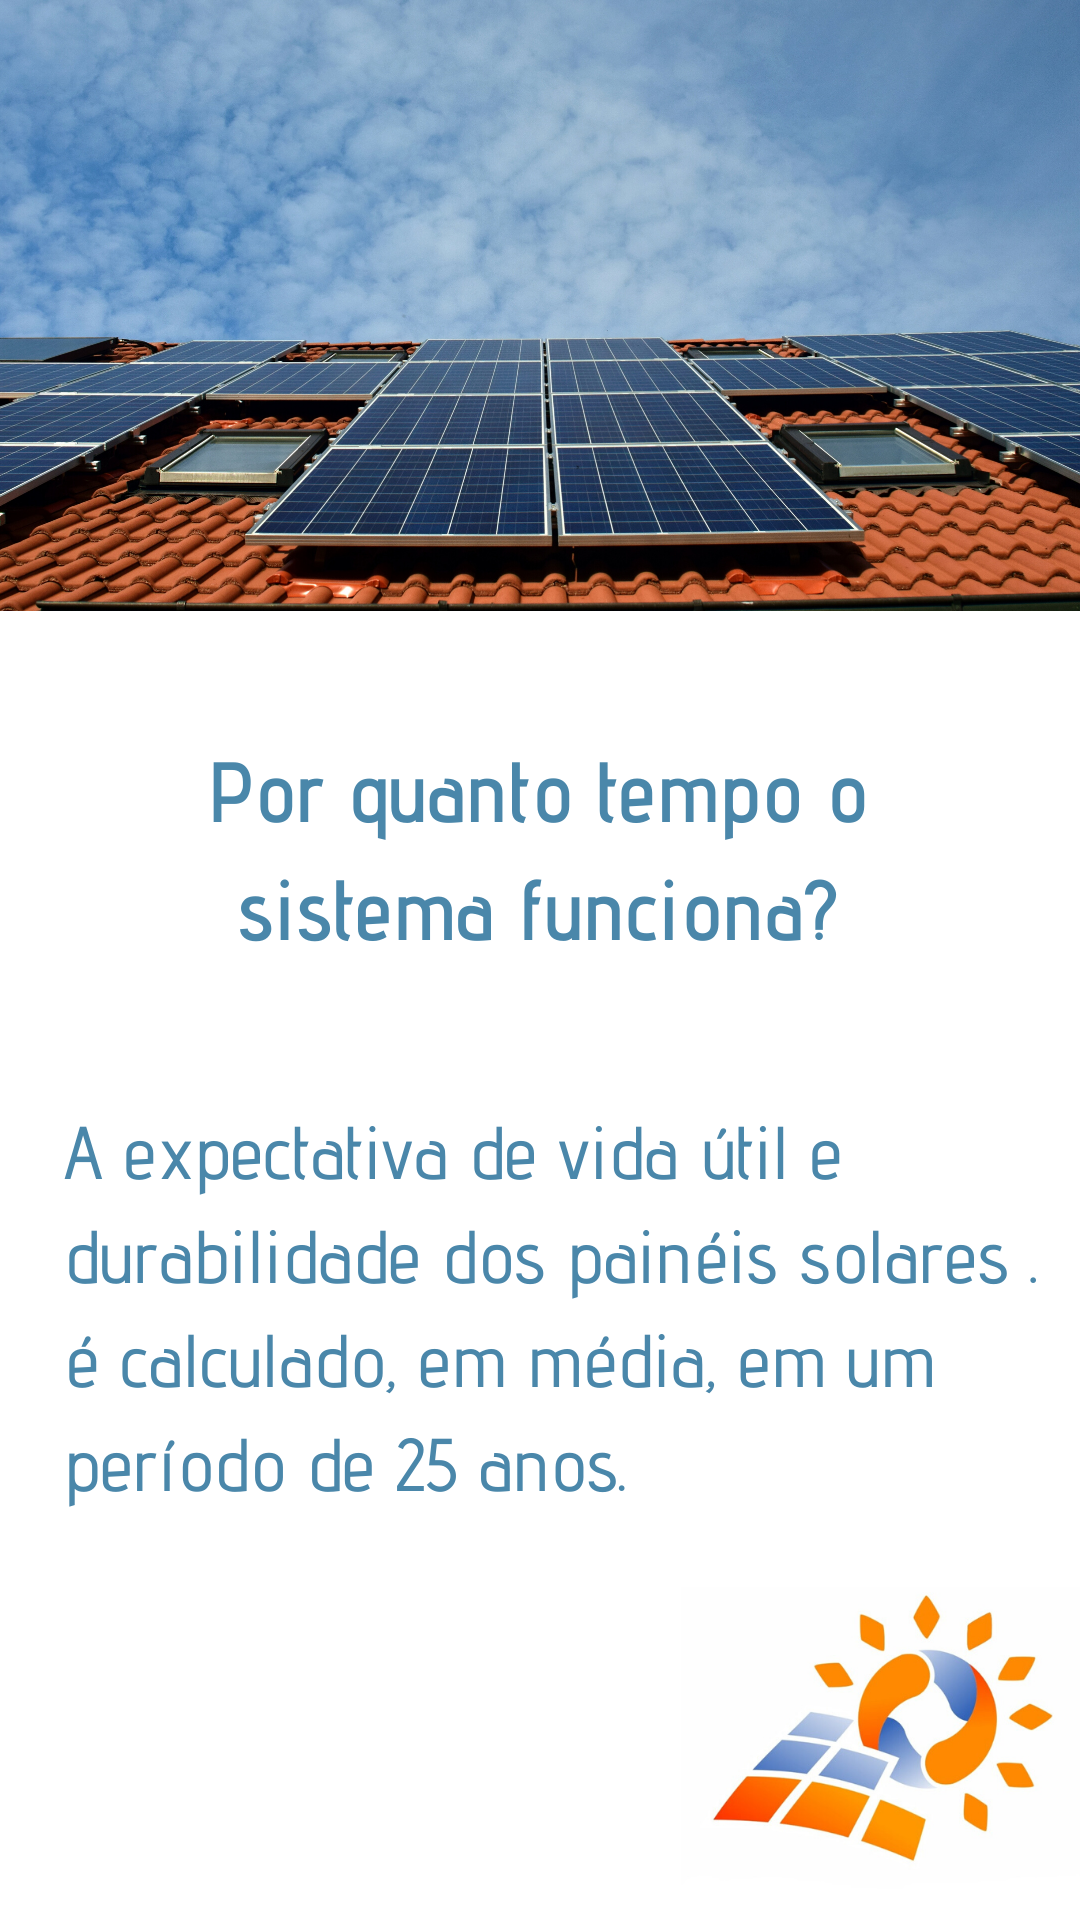 Por quanto tempo o
sistema funciona?
A expectativa de vida útil e
durabilidade dos painéis solares .
é calculado, em média, em um
período de 25 anos.